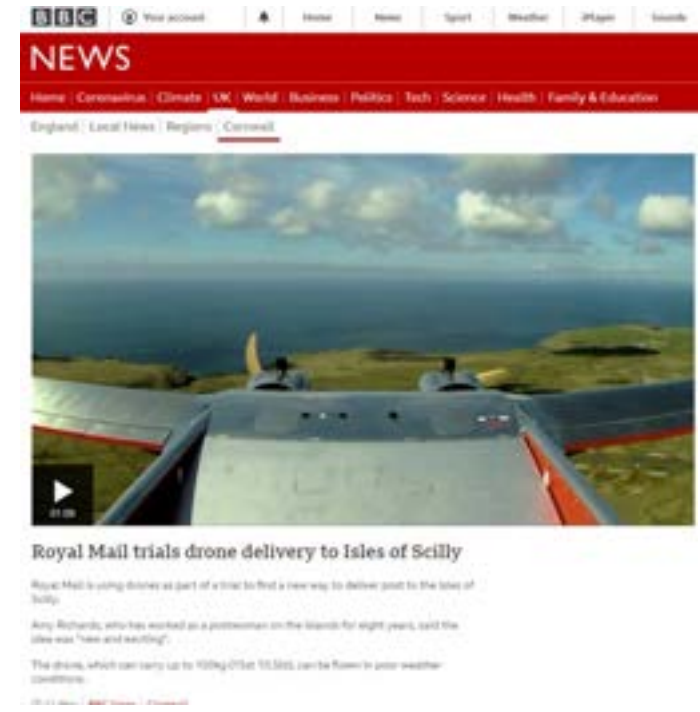 BBC Your account Home News Sport Weather iPlayer Sounds
NEWS
Home Coronavirus Climate UK World Business Politics Tech Science Health Family & Education
England Local News Regions Cornwall
Royal Mail trials drone delivery to Isles of Scilly
Royal Mail is using drones as part of a trial to find a new way to deliver post to the Isles of
Scilly.
Amy Richards, who has worked as a postwoman on the islands for eight years, said the
idea was "new and exciting".
The drone, which can carry up to 100kg can be flown in poor weather
conditions.
BBC News Cornwall